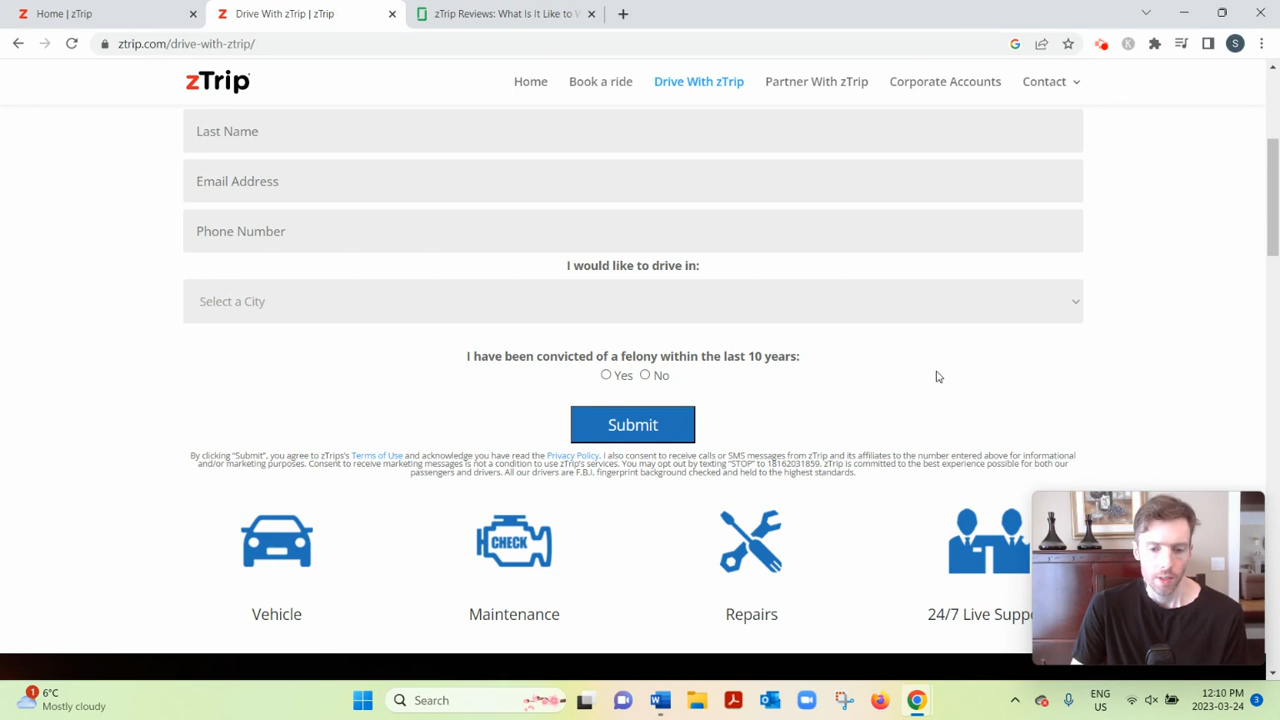 Home | zTrip
Drive With zTrip | zTrip
zTrip Reviews: What Is It Like to W
ztrip.com/drive-with-ztrip/
S
zTrip
Home
Book a ride
Drive With zTrip
Partner With zTrip
Corporate Accounts
Contact
Last Name
Email Address
Phone Number
I would like to drive in:
Select a City
I have been convicted of a felony within the last 10 years:
Yes No
Submit
By clicking "Submit", you agree to zTrips's Terms of Use and acknowledge you have read the Privacy Policy. I also consent to receive calls or SMS messages from zTrip and its affiliates to the number entered above for informational
and/or marketing purposes. Consent to receive marketing messages is not a condition to use zTrip's services. You may opt out by texting "STOP" to 18162031859. zTrip is committed to the best experience possible for both our
passengers and drivers. All our drivers are F.B.I. fingerprint background checked and held to the highest standards.
CHECK
Vehicle
Maintenance
Repairs
24/7 Live Suppo
1
6°C
Mostly cloudy
Search
ENG
CMS
12:10 PM
2023-03-24
3